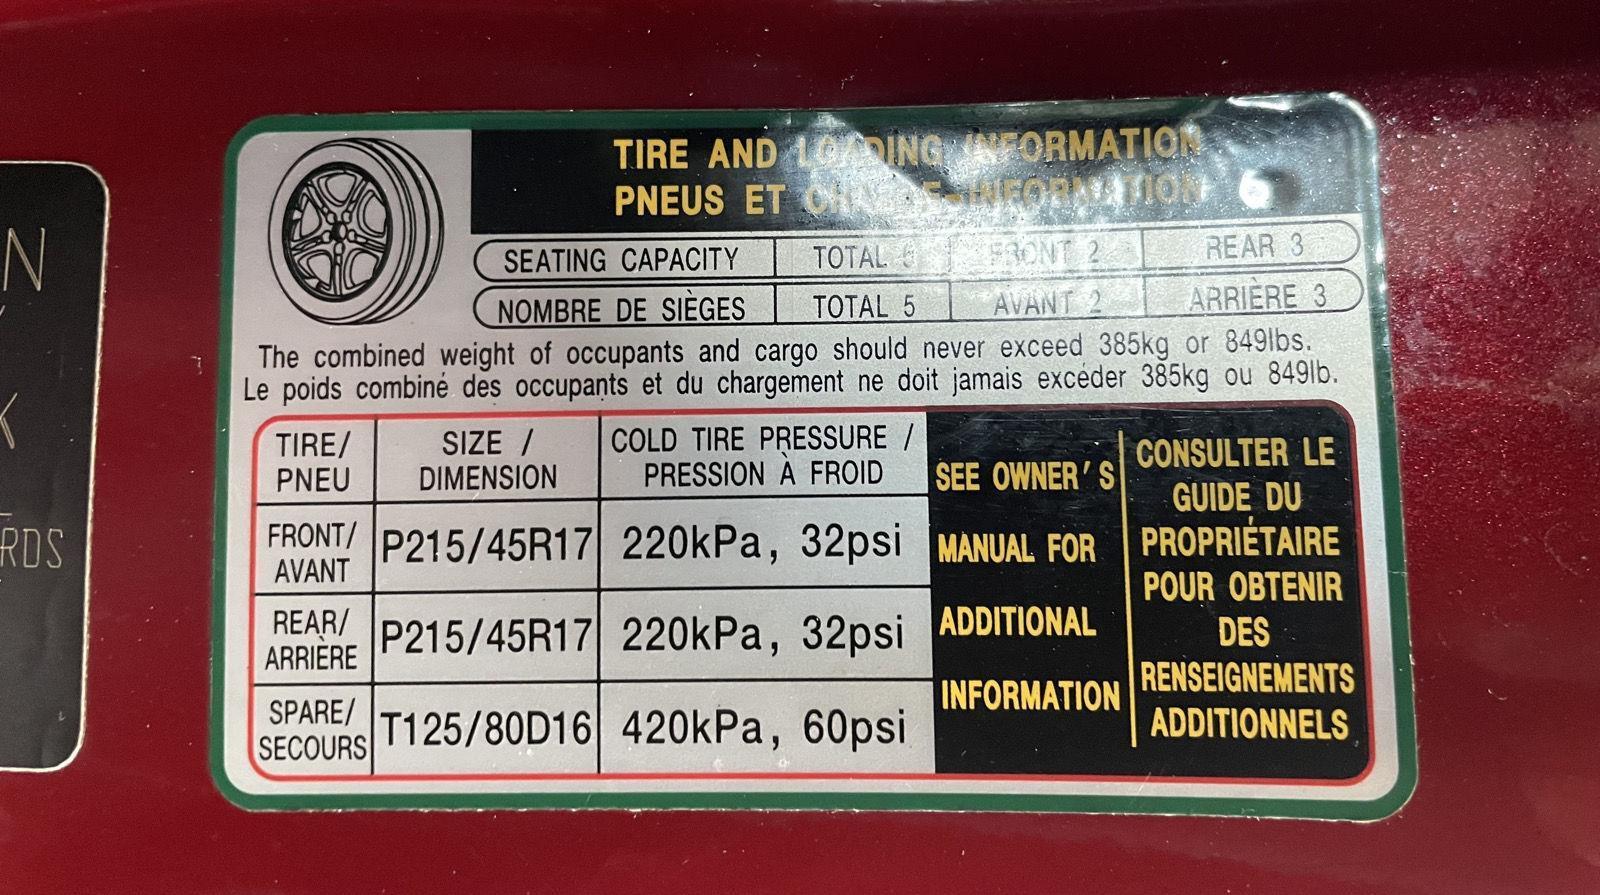 TIRE AND LOADING INFORMATION
PNEUS ET
SEATING CAPACITY TOTAL FRONT 2 REAR 3
NOMBRE DE SIÈGES TOTAL 5 AVANT 2 ARRIÈRE 3
The combined weight of occupants and cargo should never exceed 385kg or 849lbs.
Le poids combiné des occupants et du chargement ne doit jamais excéder 385kg ou 849lb.
TIRE/
PNEU
SIZE /
DIMENSION
COLD TIRE PRESSURE /
PRESSION À FROID
FRONT/
AVANT
P215/45R17
220kPa, 32psi
REAR/
ARRIÈRE
P215/45R17
220kPa, 32psi
SPARE/
SECOURS
T125/80D16
420kPa, 60psi
SEE OWNER'S
MANUAL FOR
ADDITIONAL
INFORMATION
CONSULTER LE
GUIDE DU
PROPRIÉTAIRE
POUR OBTENIR
DES
RENSEIGNEMENTS
ADDITIONNELS